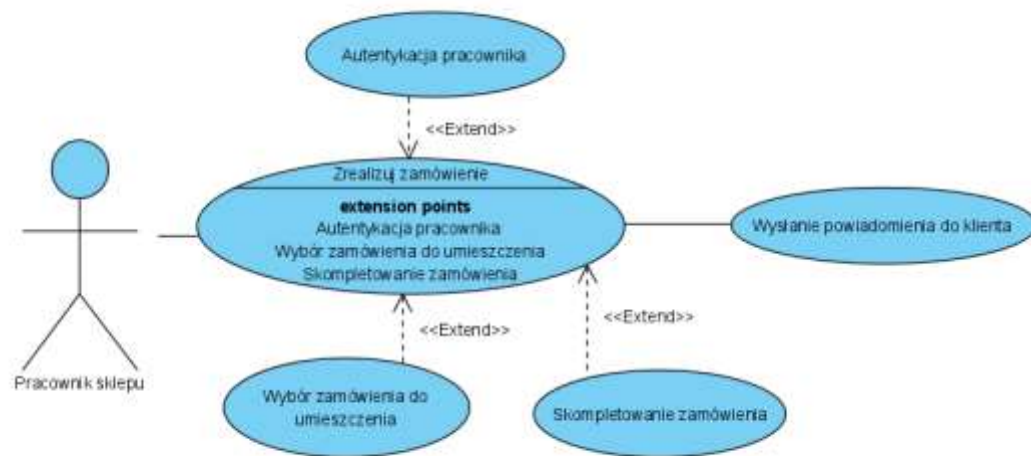 Autentykacja pracownika
<<Extend>>
Zrealizuj zamówienie
extension points
Autentykacja pracownika
Wybór zamówienia do umieszczenia
Skompletowanie zamówienia
Wysłanie powiadomienia do klienta
<<Extend>>
<<Extend>>
Pracownik sklepu
Wybór zamówienia do
umieszczenia
Skompletowanie zamówienia